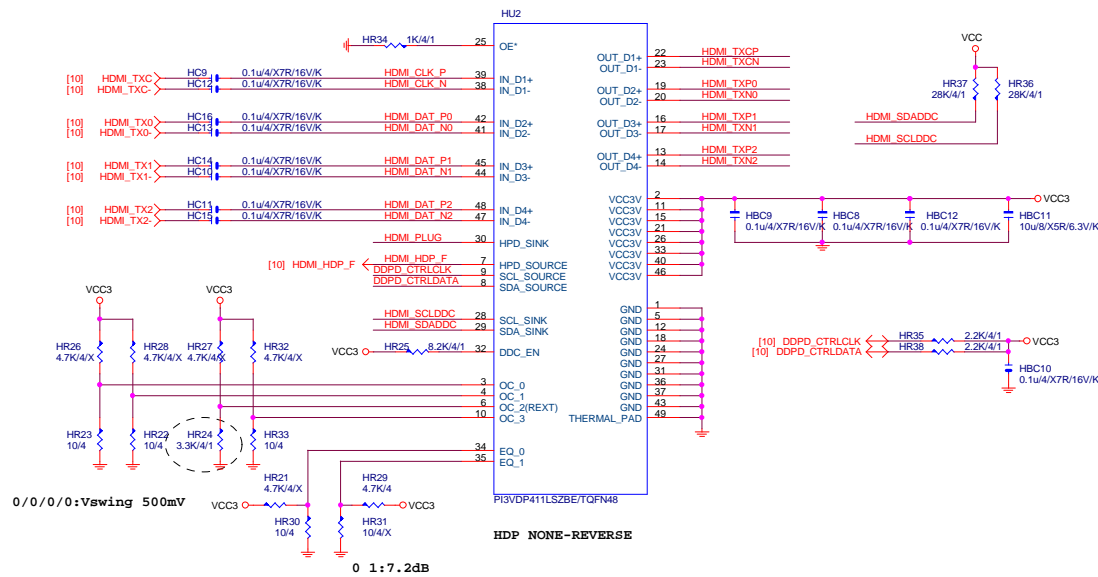 HU2
HR34 1K/4/1 25 OE*
22 OUT_D1+ HDMI_TXCP
23 OUT_D1- HDMI_TXCN
VCC
[10] HDMI_TXC HC9 0.1u/4/X7R/16V/K HDMI_CLK_P 39 IN_D1+
[10] HDMI_TXC- HC12 0.1u/4/X7R/16V/K HDMI_CLK_N 38 IN_D1-
OUT_D2+ 19 HDMI_TXP0
OUT_D2- 20 HDMI_TXN0
HR37 28K/4/1
HR36 28K/4/1
[10] HDMI_TX0 HC16 0.1u/4/X7R/16V/K HDMI_DAT_P0 42 IN_D2+
[10] HDMI_TX0- HC13 0.1u/4/X7R/16V/K HDMI_DAT_N0 41 IN_D2-
OUT_D3+ 16 HDMI_TXP1
OUT_D3- 17 HDMI_TXN1
HDMI_SDADDC
HDMI_SCLDDC
[10] HDMI_TX1 HC14 0.1u/4/X7R/16V/K HDMI_DAT_P1 45 IN_D3+
[10] HDMI_TX1- HC10 0.1u/4/X7R/16V/K HDMI_DAT_N1 44 IN_D3-
OUT_D4+ 13 HDMI_TXP2
OUT_D4- 14 HDMI_TXN2
[10] HDMI_TX2 HC11 0.1u/4/X7R/16V/K HDMI_DAT_P2 48 IN_D4+
[10] HDMI_TX2- HC15 0.1u/4/X7R/16V/K HDMI_DAT_N2 47 IN_D4-
VCC3V 2 VCC3
VCC3V 11
VCC3V 15
VCC3V 21
VCC3V 26
VCC3V 33
VCC3V 40
VCC3V 46
HBC9 0.1u/4/X7R/16V/K
HBC8 0.1u/4/X7R/16V/K
HBC12 0.1u/4/X7R/16V/K
HBC11 10u/8/X5R/6.3V/K
HDMI_PLUG 30 HPD_SINK
[10] HDMI_HDP_F HDMI_HDP_F 7 HPD_SOURCE
DDPD_CTRLCLK 9 SCL_SOURCE
DDPD_CTRLDATA 8 SDA_SOURCE
HDMI_SCLDDC 28 SCL_SINK
HDMI_SDADDC 29 SDA_SINK
VCC3 HR25 8.2K/4/1 32 DDC_EN
GND 1
GND 5
GND 12
GND 18
GND 24
GND 27
GND 31
GND 36
GND 37
GND 43
THERMAL_PAD 49
[10] DDPD_CTRLCLK HR35 2.2K/4/1 VCC3
[10] DDPD_CTRLDATA HR38 2.2K/4/1
HBC10 0.1u/4/X7R/16V/K
VCC3
VCC3
HR26 4.7K/4/X
HR28 4.7K/4/X
HR27 4.7K/4/X
HR32 4.7K/4/X
3 OC_0
4 OC_1
6 OC_2(REXT)
10 OC_3
HR23 10/4
HR22 10/4
HR24 3.3K/4/1
HR33 10/4
34 EQ_0
35 EQ_1
0/0/0/0:Vswing 500mV
VCC3 HR21 4.7K/4/X
HR29 4.7K/4 VCC3
HR30 10/4
HR31 10/4/X
PI3VDP411LSZBE/TQFN48
HDP NONE-REVERSE
0 1:7.2dB